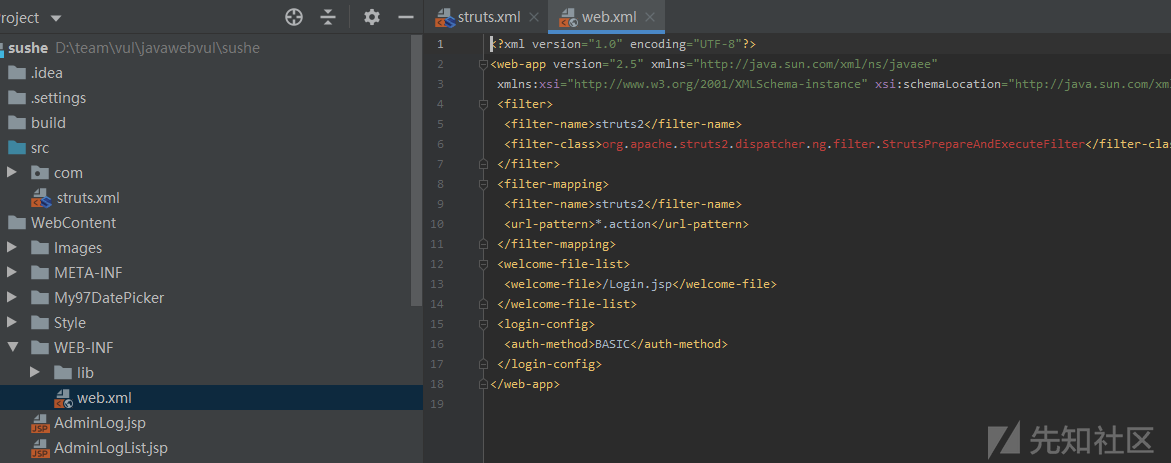 roject
struts.xml
web.xml
sushe D:\team\vul\javawebvul\sushe
.idea
.settings
build
src
com
struts.xml
WebContent
Images
META-INF
My97DatePicker
Style
WEB-INF
lib
web.xml
AdminLog.jsp
AdminLogList.jsp
1 <?xml version="1.0" encoding="UTF-8"?>
2 <web-app version="2.5" xmlns="http://java.sun.com/xml/ns/javaee"
3 xmlns:xsi="http://www.w3.org/2001/XMLSchema-instance" xsi:schemaLocation="http://java.sun.com/xm
4 <filter>
5 <filter-name>struts2</filter-name>
6 <filter-class>org.apache.struts2.dispatcher.ng.filter.StrutsPrepareAndExecuteFilter</filter-clas
7 </filter>
8 <filter-mapping>
9 <filter-name>struts2</filter-name>
10 <url-pattern>*.action</url-pattern>
11 </filter-mapping>
12 <welcome-file-list>
13 <welcome-file>/Login.jsp</welcome-file>
14 </welcome-file-list>
15 <login-config>
16 <auth-method>BASIC</auth-method>
17 </login-config>
18 </web-app>
19
先知社区